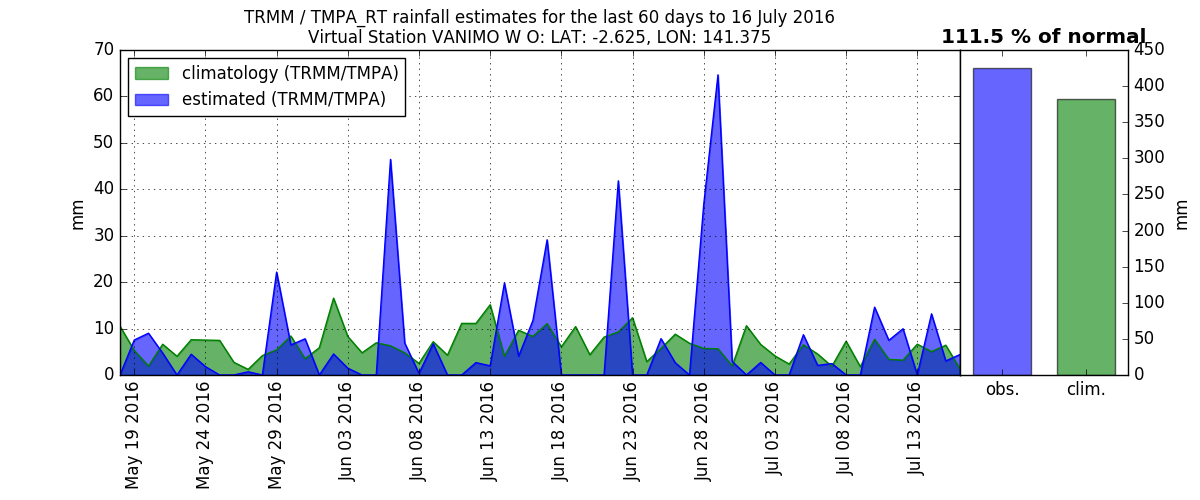 TRMM / TMPA_RT rainfall estimates for the last 60 days to 16 July 2016
Virtual Station VANIMO W O: LAT: -2.625, LON: 141.375
111.5 % of normal
climatology (TRMM/TMPA)
estimated (TRMM/TMPA)
70
60
50
40
30
20
10
0
mm
May 19 2016
May 24 2016
May 29 2016
Jun 03 2016
Jun 08 2016
Jun 13 2016
Jun 18 2016
Jun 23 2016
Jun 28 2016
Jul 03 2016
Jul 08 2016
Jul 13 2016
obs.
clim.
450
400
350
300
250
200
150
100
50
0
mm